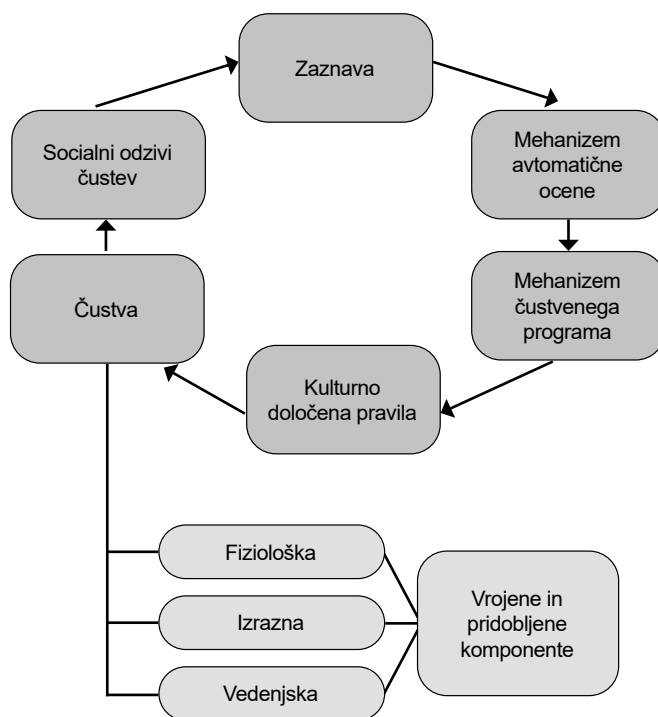 Zaznava
Socialni odzivi
čustev
Mehanizem
avtomatične
ocene
Čustva
Mehanizem
čustvenega
programa
Kulturno
določena pravila
Fiziološka
Izrazna
Vedenjska
Vrojene in
pridobljene
komponente